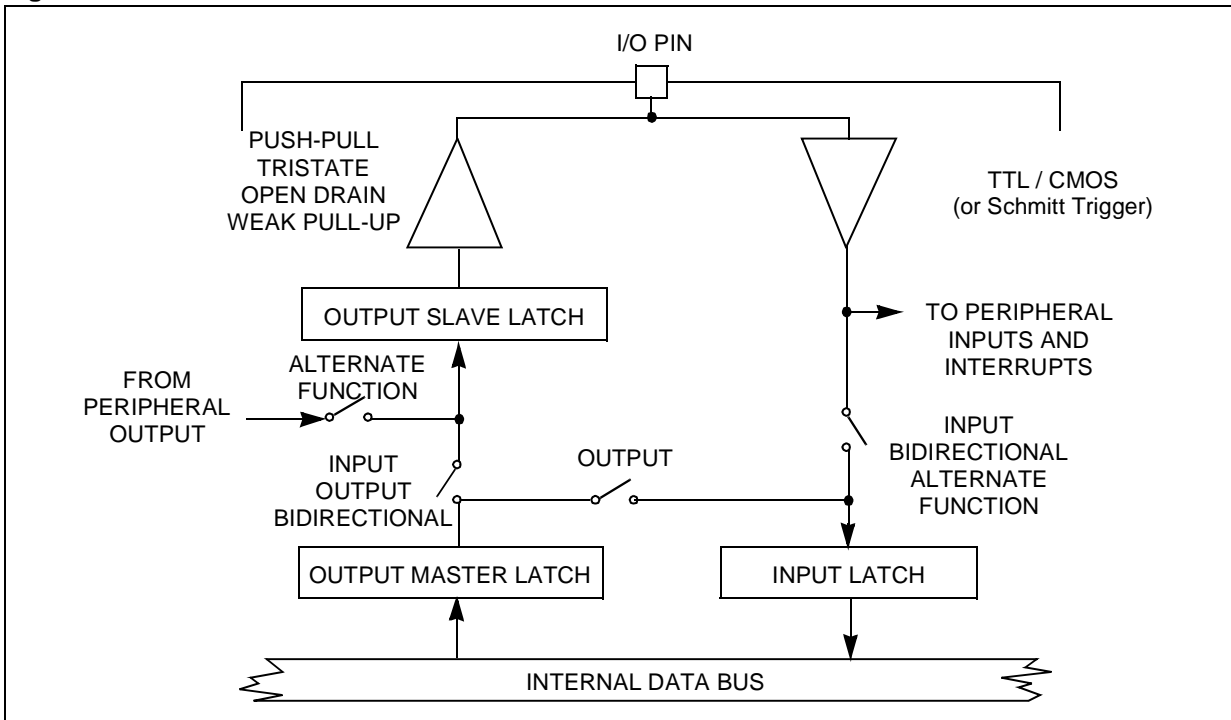 I/O PIN
PUSH-PULL
TRISTATE
OPEN DRAIN
WEAK PULL-UP
TTL / CMOS
(or Schmitt Trigger)
OUTPUT SLAVE LATCH
TO PERIPHERAL
INPUTS AND
INTERRUPTS
ALTERNATE
FUNCTION
FROM
PERIPHERAL
OUTPUT
INPUT
OUTPUT
BIDIRECTIONAL
OUTPUT
INPUT
BIDIRECTIONAL
ALTERNATE
FUNCTION
OUTPUT MASTER LATCH
INPUT LATCH
INTERNAL DATA BUS